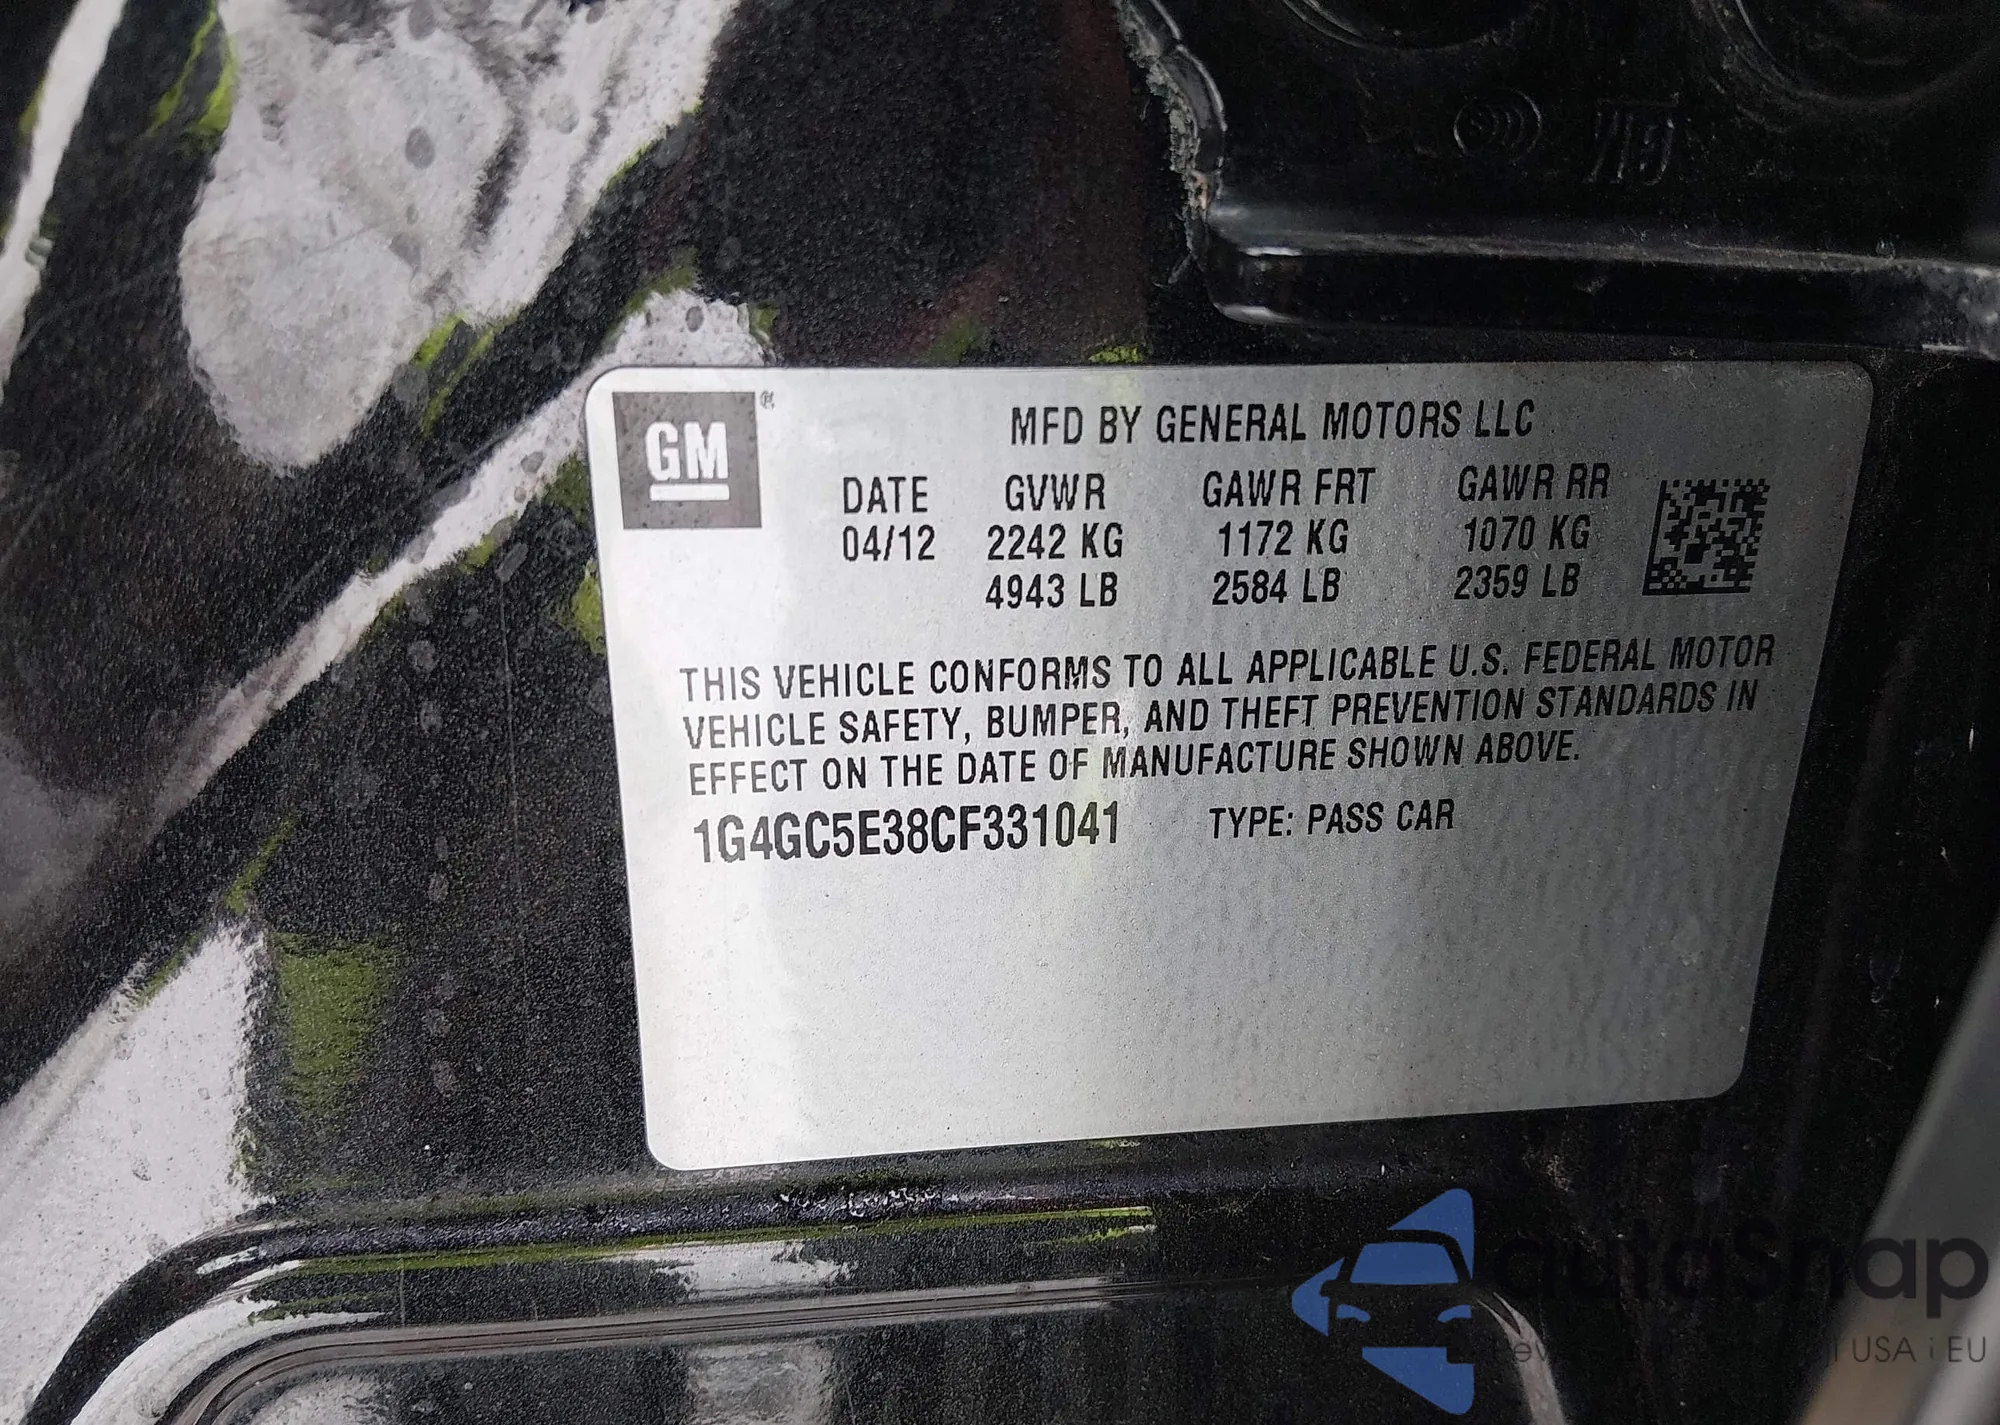 GM ®
MFD BY GENERAL MOTORS LLC
DATE GVWR GAWR FRT GAWR RR
04/12 2242 KG 1172 KG 1070 KG
4943 LB 2584 LB 2359 LB
THIS VEHICLE CONFORMS TO ALL APPLICABLE U.S. FEDERAL MOTOR
VEHICLE SAFETY, BUMPER, AND THEFT PREVENTION STANDARDS IN
EFFECT ON THE DATE OF MANUFACTURE SHOWN ABOVE.
1G4GC5E38CF331041 TYPE: PASS CAR
autoSnap
USA i EU